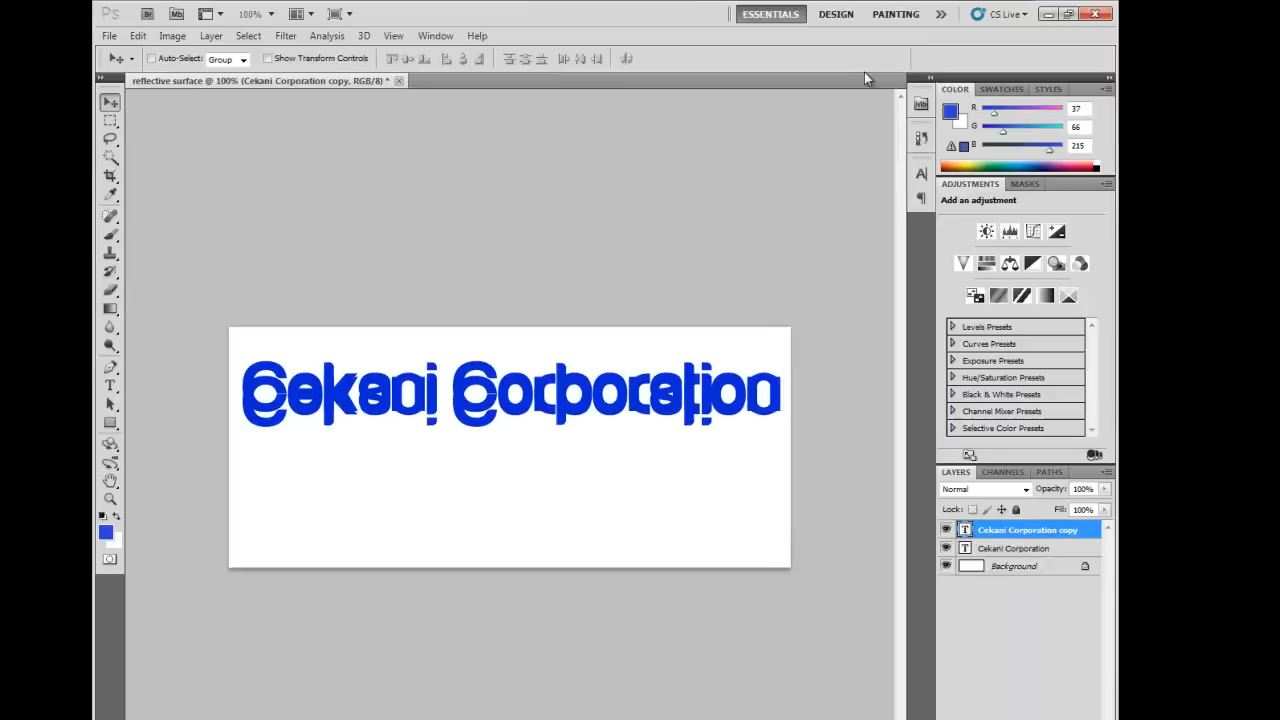 Ps Br Mb 100% ESSENTIALS DESIGN PAINTING CS Live
File Edit Image Layer Select Filter Analysis 3D View Window Help
Auto-Select: Group Show Transform Controls
reflective surface @ 100% (Cekani Corporation copy, RGB/8) *
COLOR SWATCHES STYLES
R 37
G 66
B 215
ADJUSTMENTS MASKS
Add an adjustment
Levels Presets
Curves Presets
Exposure Presets
Hue/Saturation Presets
Black & White Presets
Channel Mixer Presets
Selective Color Presets
Cekani Corporation
LAYERS CHANNELS PATHS
Normal Opacity: 100%
Lock: Fill: 100%
T Cekani Corporation copy
T Cekani Corporation
Background